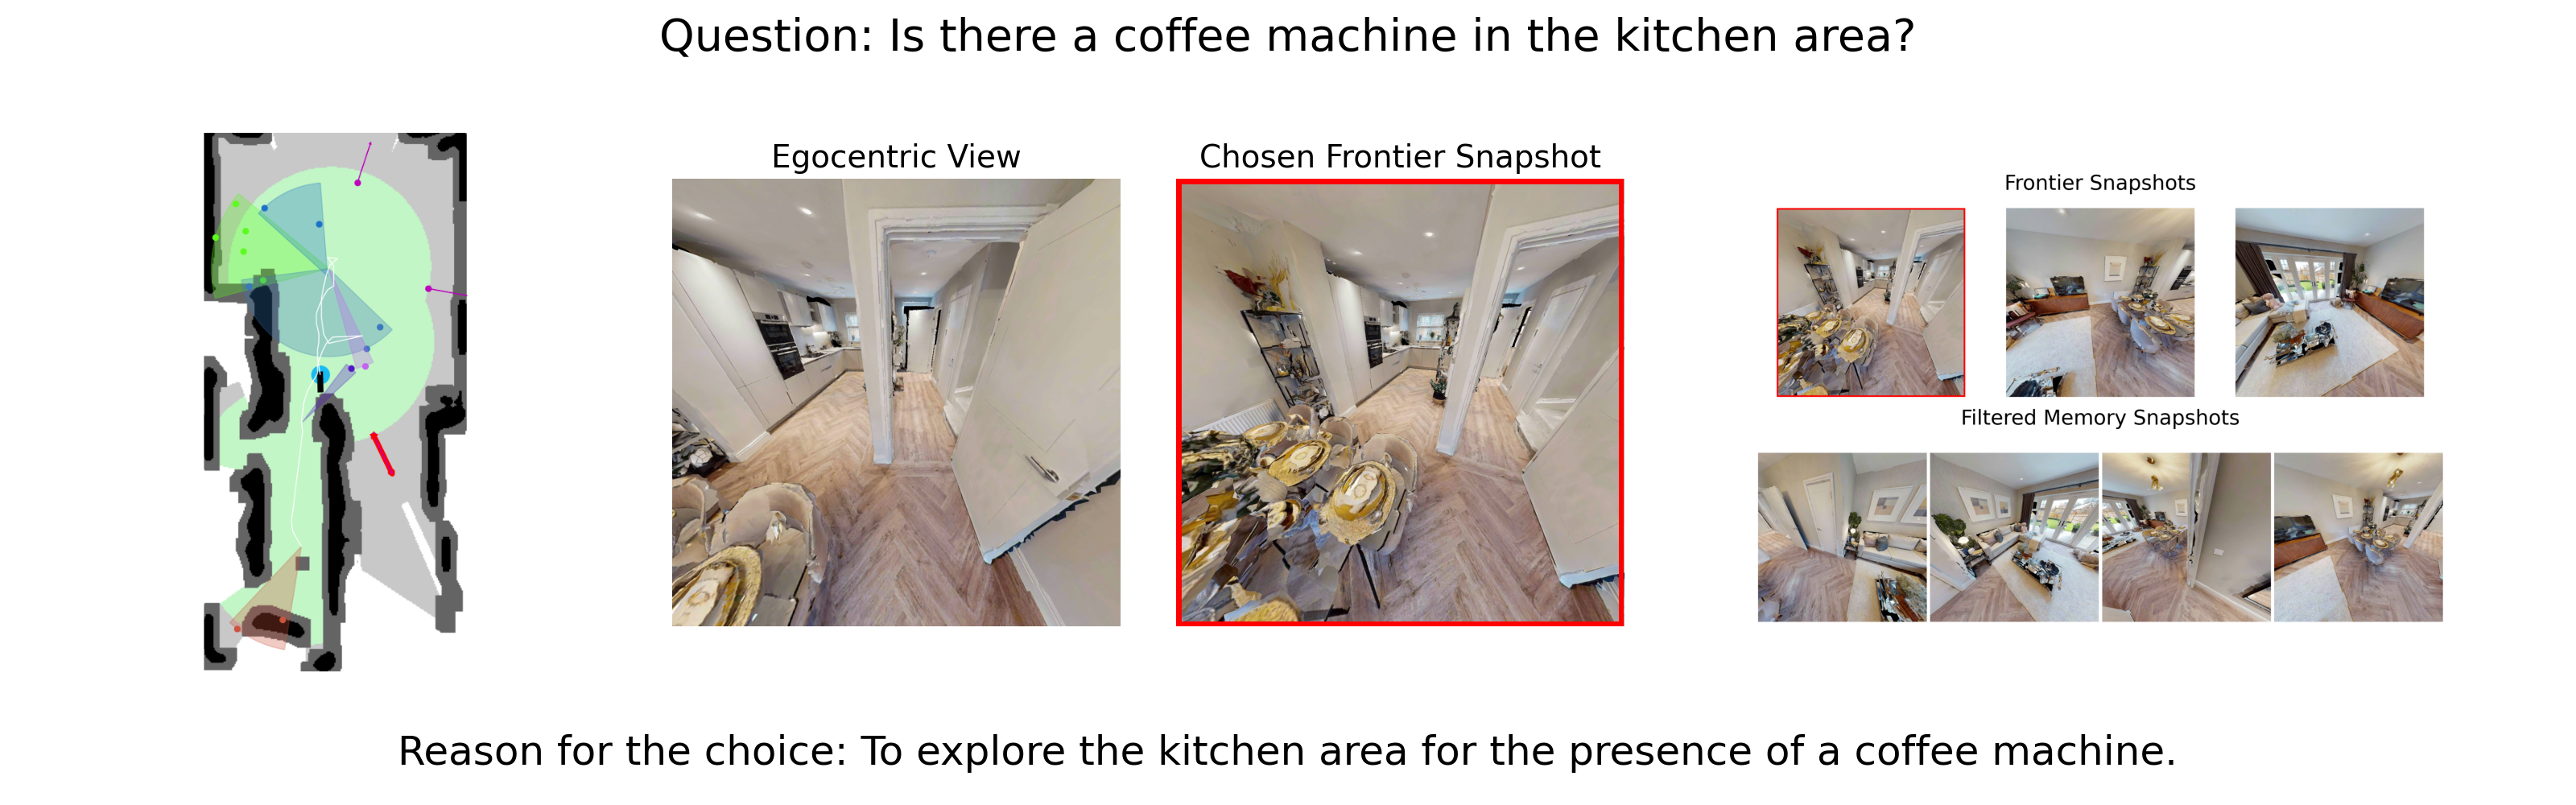 Question: Is there a coffee machine in the kitchen area?
Egocentric View
Chosen Frontier Snapshot
Frontier Snapshots
Filtered Memory Snapshots
Reason for the choice: To explore the kitchen area for the presence of a coffee machine.